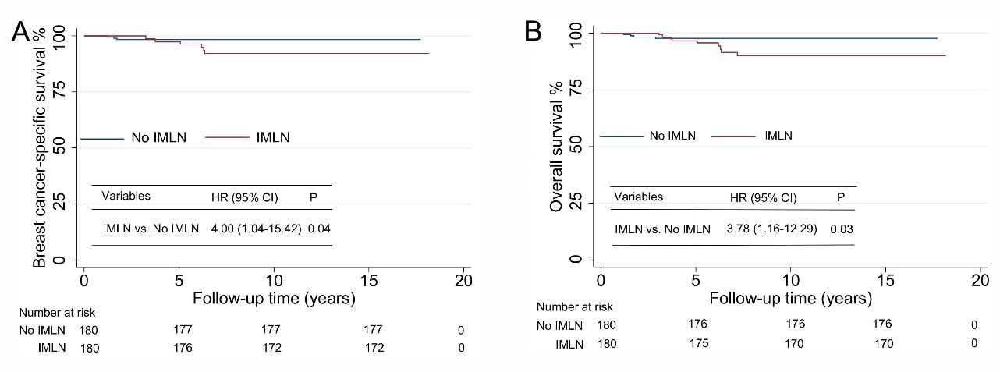 A
Breast cancer-specific survival %
100
75
50
25
0
No IMLN IMLN
Variables HR (95% CI) P
IMLN vs. No IMLN 4.00 (1.04-15.42) 0.04
0 5 10 15 20
Follow-up time (years)
Number at risk
No IMLN 180 177 177 177 0
IMLN 180 176 172 172 0
B
Overall survival %
100
75
50
25
0
No IMLN IMLN
Variables HR (95% CI) P
IMLN vs. No IMLN 3.78 (1.16-12.29) 0.03
0 5 10 15 20
Follow-up time (years)
Number at risk
No IMLN 180 176 176 176 0
IMLN 180 175 170 170 0